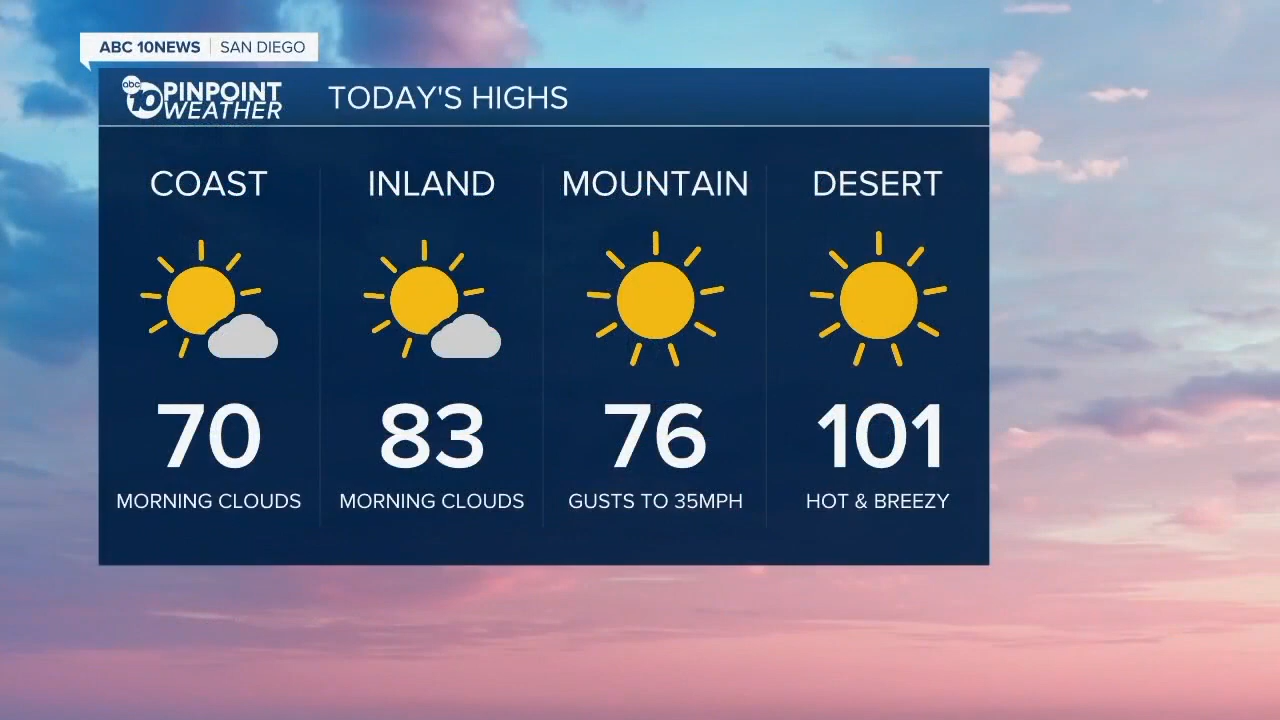 ABC 10NEWS | SAN DIEGO
abc 10 PINPOINT WEATHER
TODAY'S HIGHS
COAST
70
MORNING CLOUDS
INLAND
83
MORNING CLOUDS
MOUNTAIN
76
GUSTS TO 35MPH
DESERT
101
HOT & BREEZY